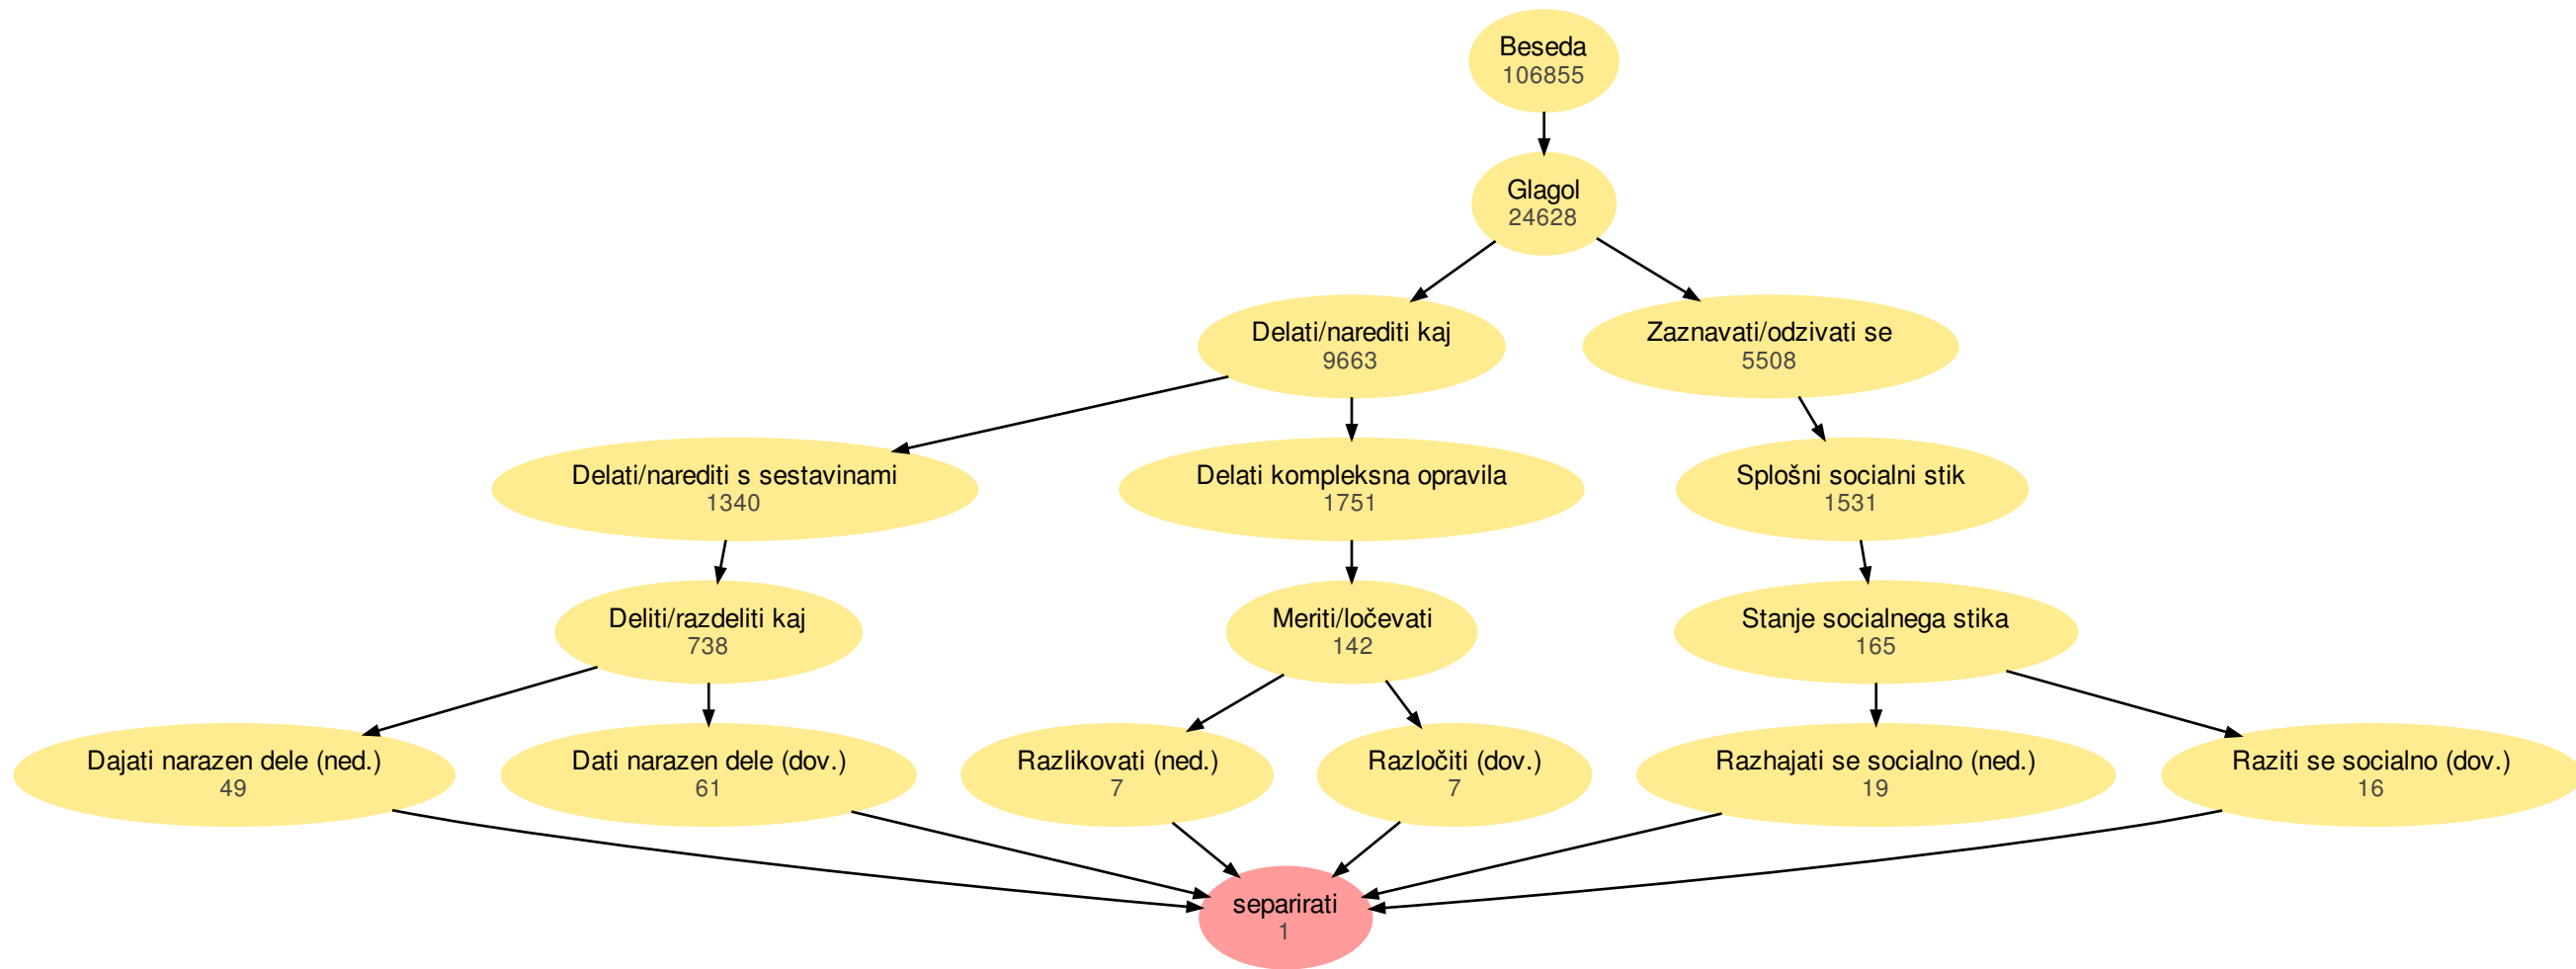 Beseda
106855
Glagol
24628
Delati/narediti kaj
9663
Zaznavati/odzivati se
5508
Delati/narediti s sestavinami
1340
Delati kompleksna opravila
1751
Splošni socialni stik
1531
Deliti/razdeliti kaj
738
Meriti/ločevati
142
Stanje socialnega stika
165
Dajati narazen dele (ned.)
49
Dati narazen dele (dov.)
61
Razlikovati (ned.)
7
Razločiti (dov.)
7
Razhajati se socialno (ned.)
19
Raziti se socialno (dov.)
16
separirati
1